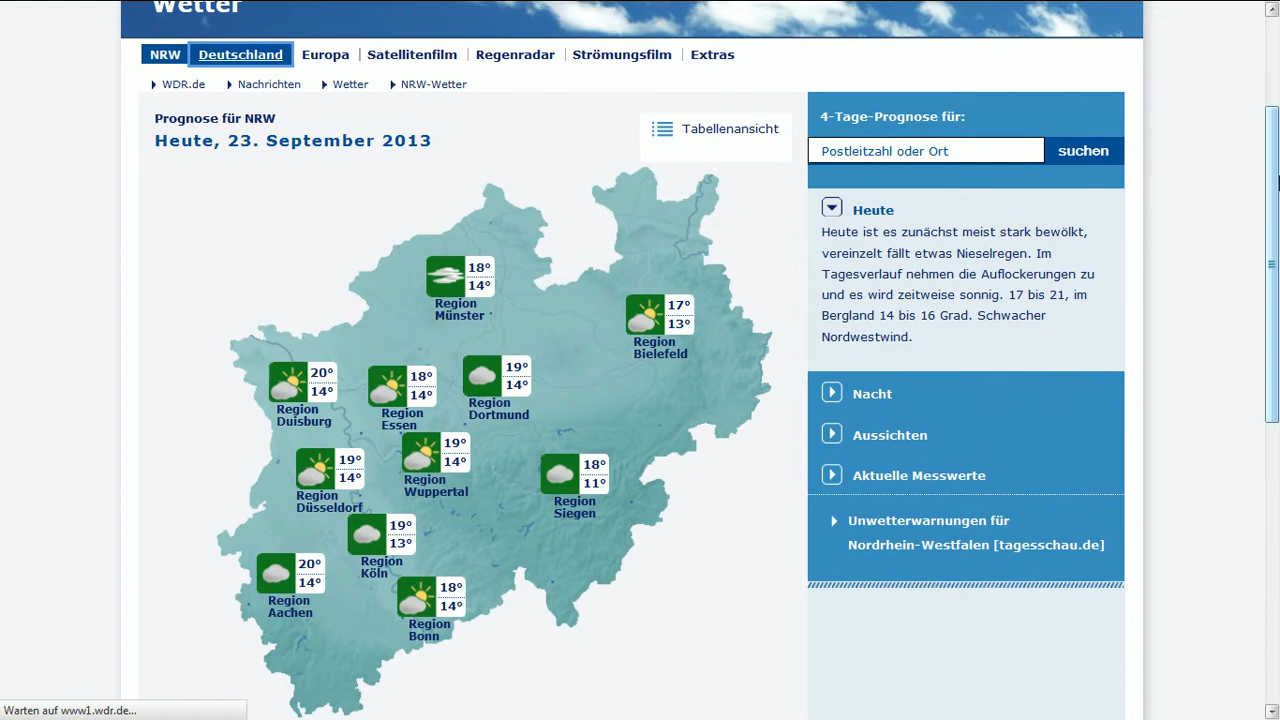 Wetter
NRW
Deutschland
Europa
Satellitenfilm
Regenradar
Strömungsfilm
Extras
WDR.de
Nachrichten
Wetter
NRW-Wetter
Prognose für NRW
Heute, 23. September 2013
Tabellenansicht
18°
14°
Region
Münster
17°
13°
Region
Bielefeld
20°
14°
Region
Duisburg
18°
14°
Region
Essen
19°
14°
Region
Dortmund
19°
14°
Region
Wuppertal
19°
14°
Region
Düsseldorf
18°
11°
Region
Siegen
19°
13°
Region
Köln
20°
14°
Region
Aachen
18°
14°
Region
Bonn
4-Tage-Prognose für:
Postleitzahl oder Ort
suchen
Heute
Heute ist es zunächst meist stark bewölkt,
vereinzelt fällt etwas Nieselregen. Im
Tagesverlauf nehmen die Auflockerungen zu
und es wird zeitweise sonnig. 17 bis 21, im
Bergland 14 bis 16 Grad. Schwacher
Nordwestwind.
Nacht
Aussichten
Aktuelle Messwerte
Unwetterwarnungen für
Nordrhein-Westfalen [tagesschau.de]
Warten auf www1.wdr.de...